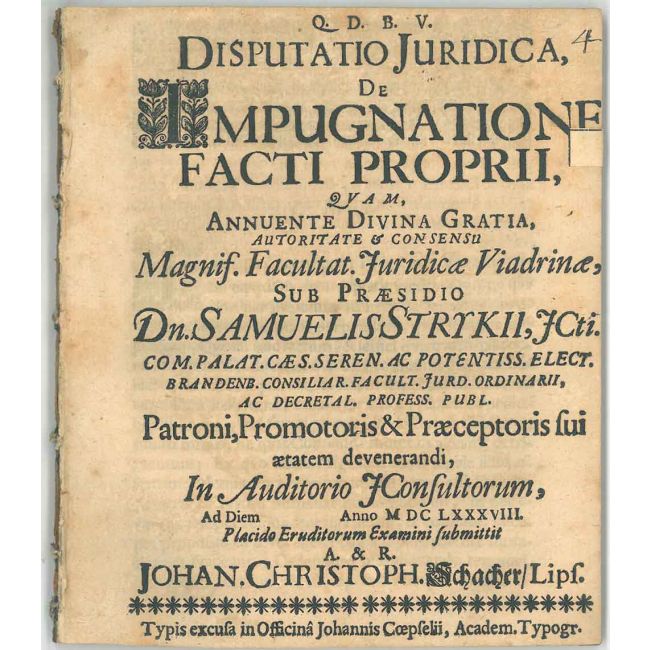 Q. D. B. V.
4
DISPUTATIO JURIDICA,
DE
IMPUGNATIONE
FACTI PROPRII,
QVAM,
ANNUENTE DIVINA GRATIA,
AUTORITATE & CONSENSU
Magnif. Facultat. Juridicæ Viadrinæ,
SUB PRÆSIDIO
Dn. SAMUELIS STRYKII, JCti.
COM. PALAT. CÆS. SEREN. AC POTENTISS. ELECT.
BRANDENB. CONSILIAR. FACULT. JURD. ORDINARII,
AC DECRETAL. PROFESS. PUBL.
Patroni, Promotoris & Præceptoris ſui
ætatem devenerandi,
In Auditorio JConſultorum,
Ad Diem Anno M DC LXXXVIII.
Placido Eruditorum Examini ſubmittit
A. & R.
JOHAN. CHRISTOPH. Schacher/ Lipſ.
Typis excuſa in Officinâ Johannis Cœpſelii, Academ. Typogr.